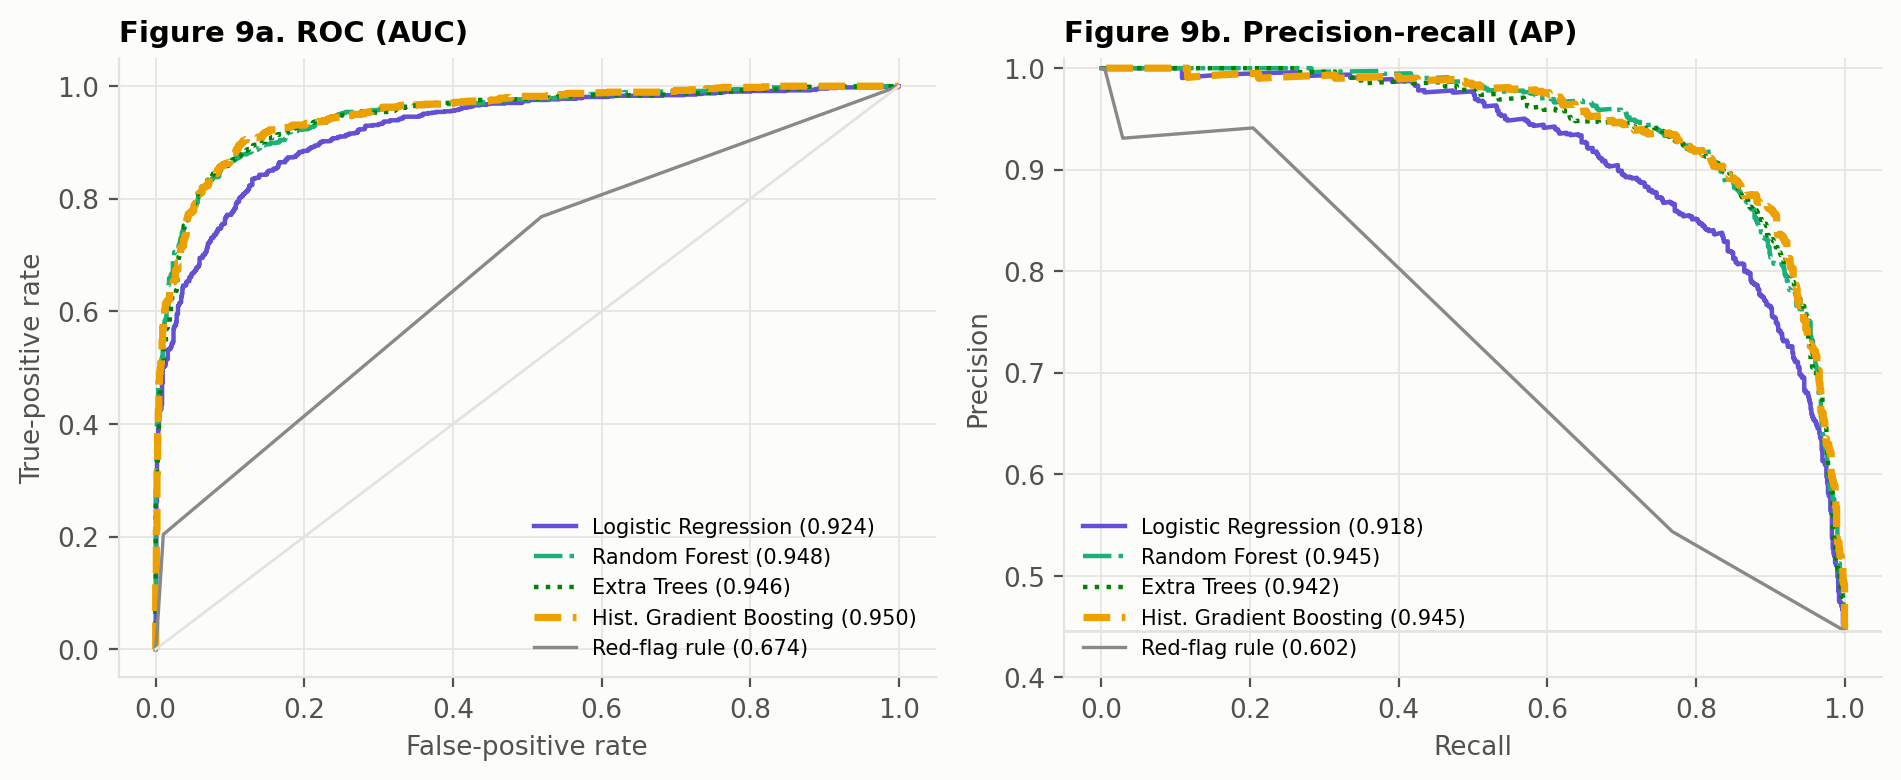 Figure 9a. ROC (AUC)
True-positive rate
1.0
0.8
0.6
0.4
0.2
0.0
0.0 0.2 0.4 0.6 0.8 1.0
False-positive rate
Logistic Regression (0.924)
Random Forest (0.948)
Extra Trees (0.946)
Hist. Gradient Boosting (0.950)
Red-flag rule (0.674)
Figure 9b. Precision-recall (AP)
Precision
1.0
0.9
0.8
0.7
0.6
0.5
0.4
0.0 0.2 0.4 0.6 0.8 1.0
Recall
Logistic Regression (0.918)
Random Forest (0.945)
Extra Trees (0.942)
Hist. Gradient Boosting (0.945)
Red-flag rule (0.602)